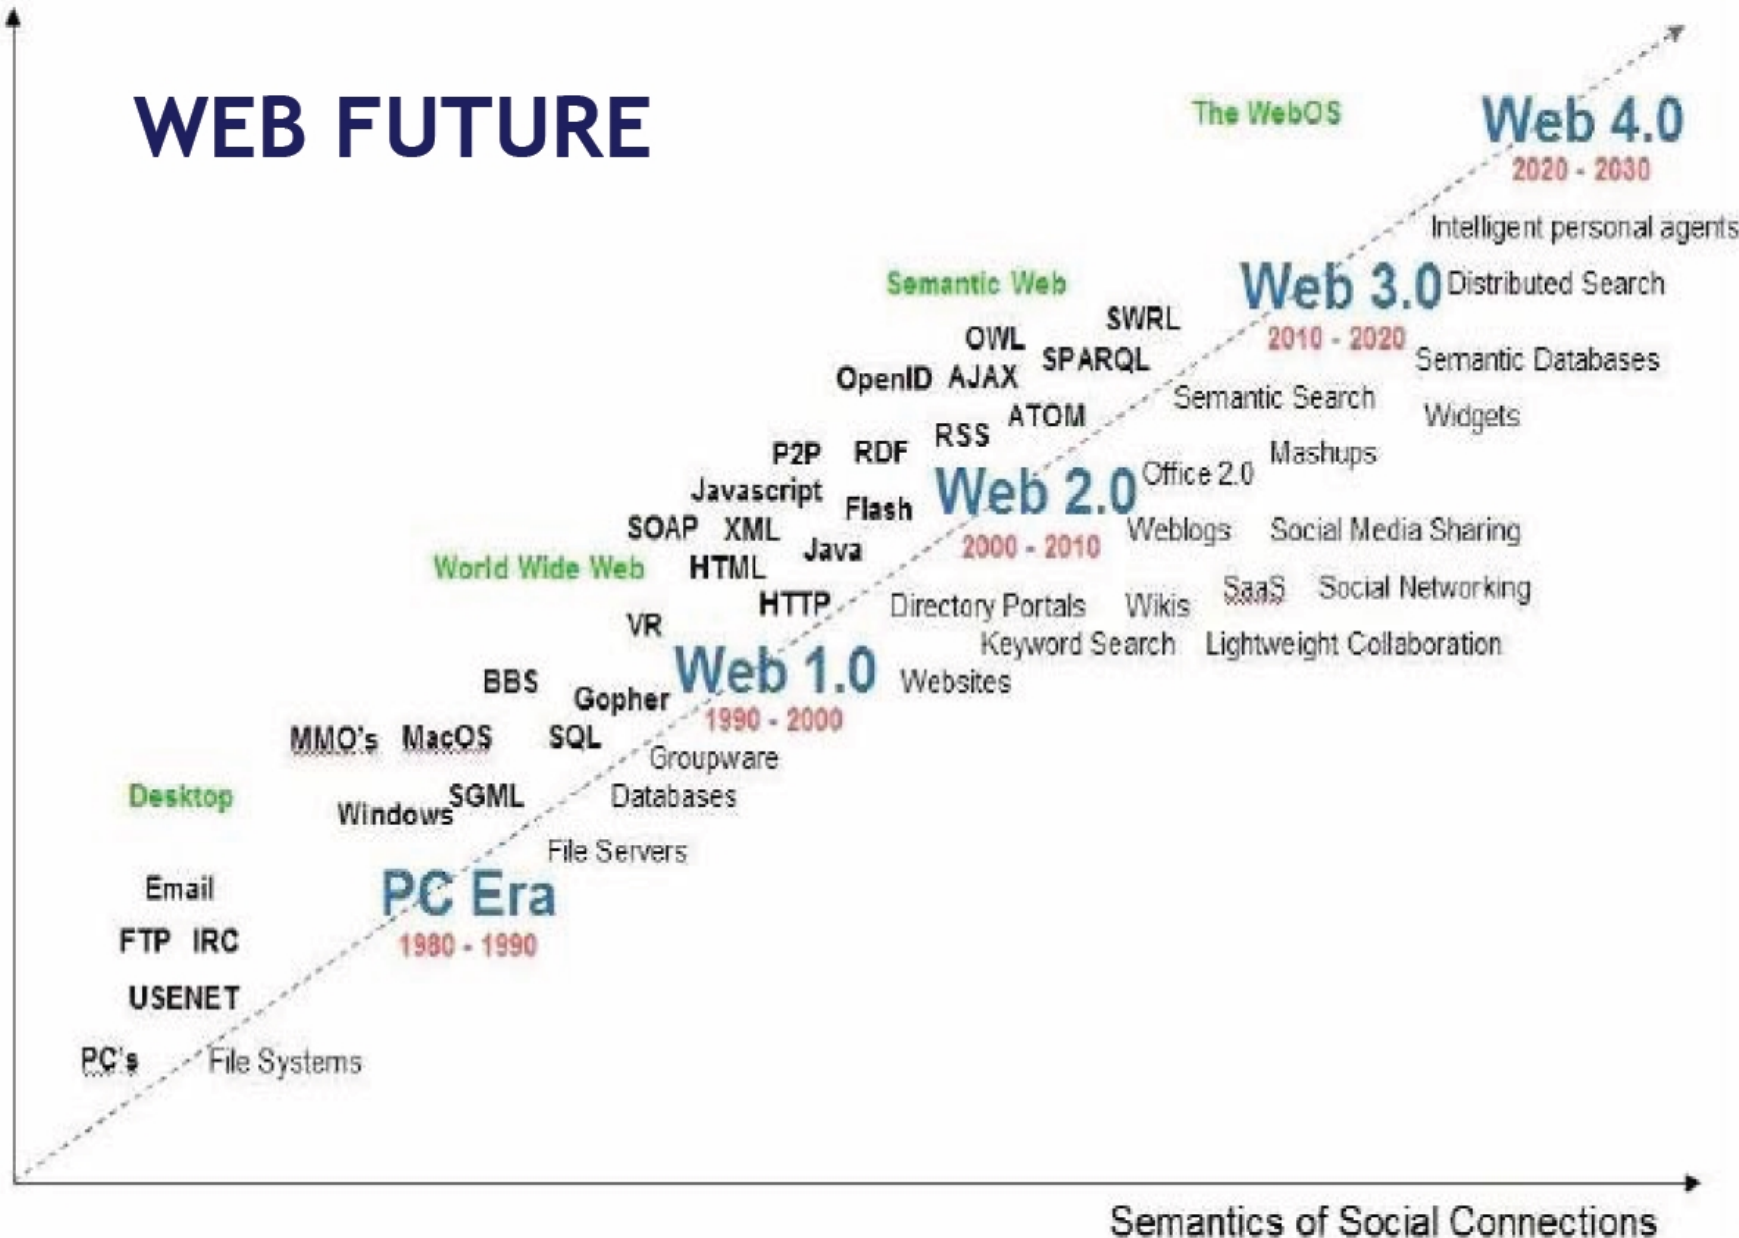 WEB FUTURE
The WebOS
Web 4.0
2020 - 2030
Intelligent personal agents
Semantic Web
Web 3.0
Distributed Search
2010 - 2020
SWRL
OWL
SPARQL
Semantic Databases
OpenID AJAX
Semantic Search
Widgets
ATOM
RSS
P2P RDF
Mashups
Web 2.0
Office 2.0
Javascript
Flash
SOAP XML
2000 - 2010
Weblogs
Social Media Sharing
Java
World Wide Web
HTML
HTTP
Directory Portals
Wikis
SaaS
Social Networking
VR
Keyword Search
Lightweight Collaboration
Web 1.0
Websites
BBS
Gopher
1990 - 2000
MMO's MacOS
SQL
Groupware
Desktop
Windows
SGML
Databases
File Servers
PC Era
1980 - 1990
Email
FTP IRC
USENET
PC's
File Systems
Semantics of Social Connections